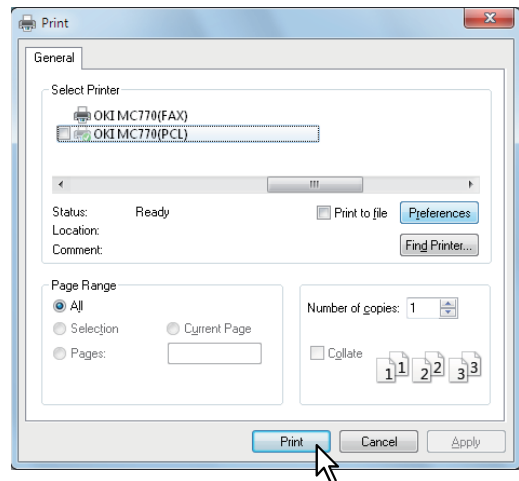 Print
General
Select Printer
OKI MC770(FAX)
OKI MC770(PCL)
Status: Ready
Print to file
Preferences
Location:
Comment:
Find Printer...
Page Range
All
Selection
Current Page
Pages:
Number of copies: 1
Collate
1 1 2 2 3 3
Print
Cancel
Apply